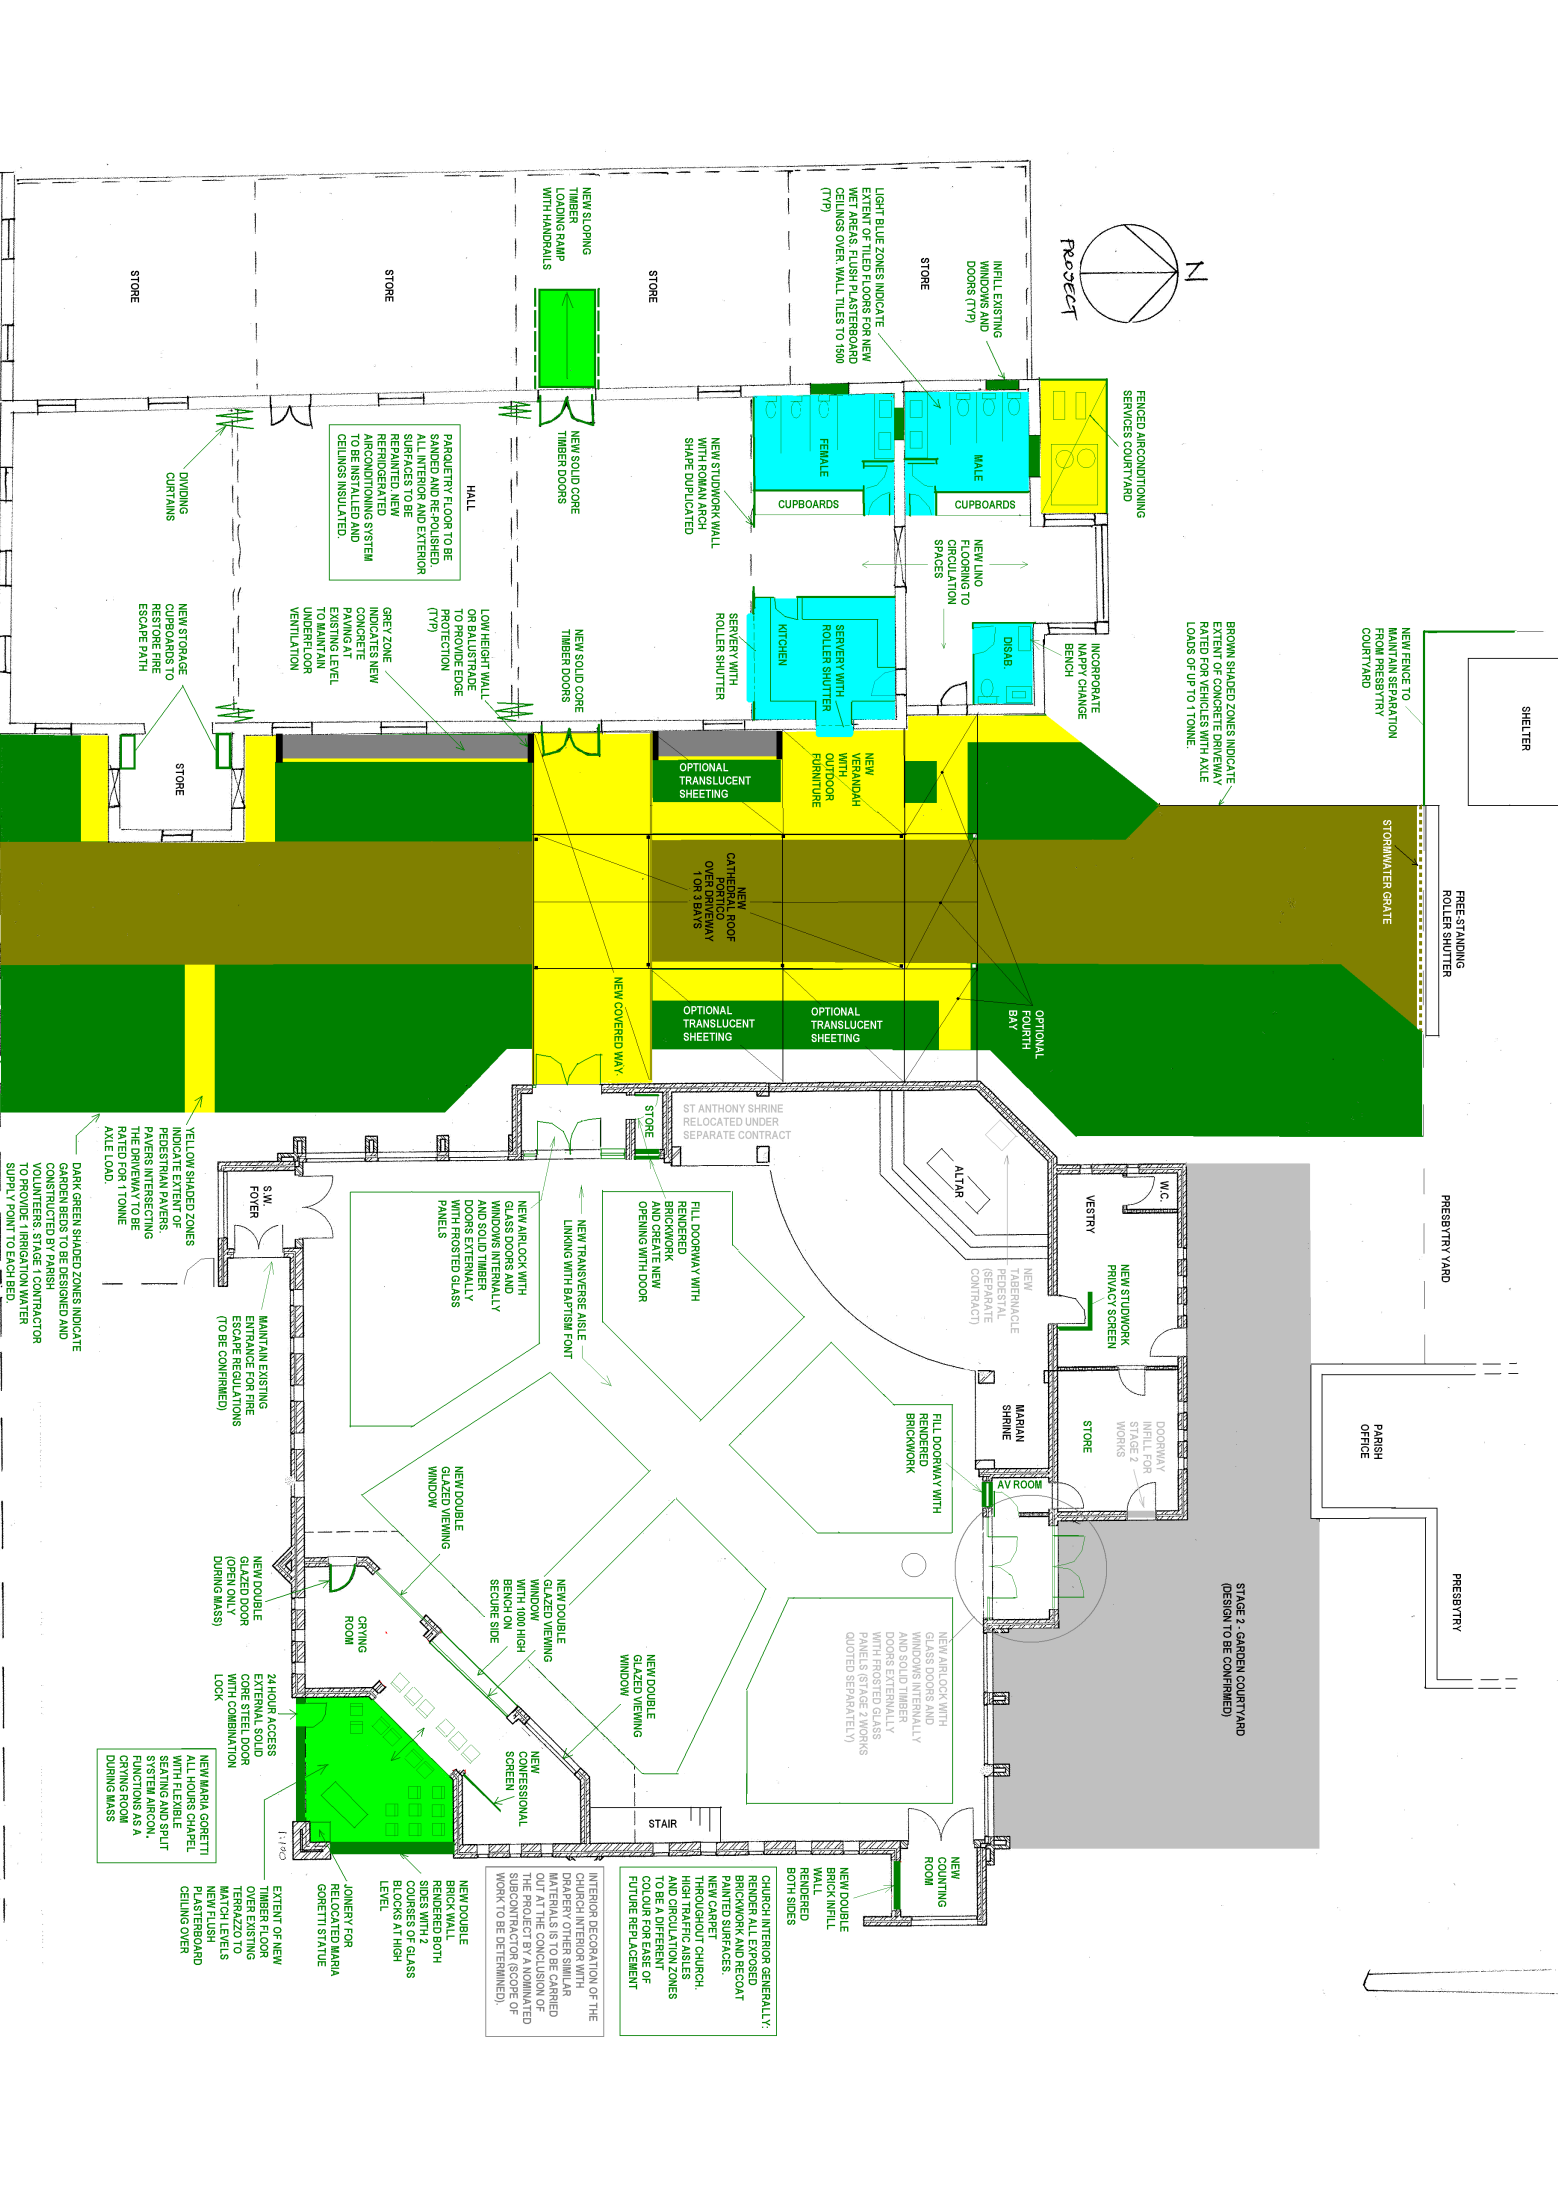 N
PROJECT
SHELTER
NEW FENCE TO
MAINTAIN SEPARATION
FROM PRESBYTRY
COURTYARD
FREE-STANDING
ROLLER SHUTTER
STORMWATER GRATE
PRESBYTRY YARD
PARISH
OFFICE
PRESBYTRY
STAGE 2 - GARDEN COURTYARD
(DESIGN TO BE CONFIRMED)
BROWN SHADED ZONES INDICATE
EXTENT OF CONCRETE DRIVEWAY
RATED FOR VEHICLES WITH AXLE
LOADS OF UP TO 1 TONNE.
FENCED AIRCONDITIONING
SERVICES COURTYARD
INCORPORATE
NAPPY CHANGE
BENCH
INFILL EXISTING
WINDOWS AND
DOORS (TYP)
STORE
LIGHT BLUE ZONES INDICATE
EXTENT OF TILED FLOORS FOR NEW
WET AREAS. FLUSH PLASTERBOARD
CEILINGS OVER. WALL TILES TO 1500
(TYP)
MALE
CUPBOARDS
NEW LINO
FLOORING TO
CIRCULATION
SPACES
DISAB.
FEMALE
CUPBOARDS
SERVERY WITH
ROLLER SHUTTER
KITCHEN
NEW
VERANDAH
WITH
OUTDOOR
FURNITURE
SERVERY WITH
ROLLER SHUTTER
NEW STUDWORK WALL
WITH ROMAN ARCH
SHAPE DUPLICATED
STORE
NEW SLOPING
TIMBER
LOADING RAMP
WITH HANDRAILS
NEW SOLID CORE
TIMBER DOORS
NEW SOLID CORE
TIMBER DOORS
LOW HEIGHT WALL
OR BALUSTRADE
TO PROVIDE EDGE
PROTECTION
(TYP)
HALL
PARQUETRY FLOOR TO BE
SANDED AND RE-POLISHED.
ALL INTERIOR AND EXTERIOR
SURFACES TO BE
REPAINTED. NEW
REFRIDGERATED
AIRCONDITIONING SYSTEM
TO BE INSTALLED AND
CEILINGS INSULATED.
GREY ZONE
INDICATES NEW
CONCRETE
PAVING AT
EXISTING LEVEL
TO MAINTAIN
UNDERFLOOR
VENTILATION
STORE
DIVIDING
CURTAINS
NEW STORAGE
CUPBOARDS TO
RESTORE FIRE
ESCAPE PATH
STORE
STORE
OPTIONAL
TRANSLUCENT
SHEETING
NEW
CATHEDRAL ROOF
PORTICO
OVER DRIVEWAY
1 OR 3 BAYS
OPTIONAL
FOURTH
BAY
OPTIONAL
TRANSLUCENT
SHEETING
OPTIONAL
TRANSLUCENT
SHEETING
NEW COVERED WAY.
YELLOW SHADED ZONES
INDICATE EXTENT OF
PEDESTRIAN PAVERS.
PAVERS INTERSECTING
THE DRIVEWAY TO BE
RATED FOR 1 TONNE
AXLE LOAD.
DARK GREEN SHADED ZONES INDICATE
GARDEN BEDS TO BE DESIGNED AND
CONSTRUCTED BY PARISH
VOLUNTEERS. STAGE 1 CONTRACTOR
TO PROVIDE 1 IRRIGATION WATER
SUPPLY POINT TO EACH BED.
W.C.
VESTRY
NEW STUDWORK
PRIVACY SCREEN
STORE
DOORWAY
INFILL FOR
STAGE 2
WORKS
ALTAR
NEW
TABERNACLE
PEDESTAL
(SEPARATE
CONTRACT)
MARIAN
SHRINE
AV ROOM
FILL DOORWAY WITH
RENDERED
BRICKWORK
ST ANTHONY SHRINE
RELOCATED UNDER
SEPARATE CONTRACT
STORE
FILL DOORWAY WITH
RENDERED
BRICKWORK
AND CREATE NEW
OPENING WITH DOOR
NEW TRANSVERSE AISLE
LINKING WITH BAPTISM FONT
NEW AIRLOCK WITH
GLASS DOORS AND
WINDOWS INTERNALLY
AND SOLID TIMBER
DOORS EXTERNALLY
WITH FROSTED GLASS
PANELS
S.W.
FOYER
MAINTAIN EXISTING
ENTRANCE FOR FIRE
ESCAPE REGULATIONS
(TO BE CONFIRMED)
NEW AIRLOCK WITH
GLASS DOORS AND
WINDOWS INTERNALLY
AND SOLID TIMBER
DOORS EXTERNALLY
WITH FROSTED GLASS
PANELS (STAGE 2 WORKS
QUOTED SEPARATELY)
NEW DOUBLE
GLAZED VIEWING
WINDOW
NEW DOUBLE
GLAZED VIEWING
WINDOW
WITH 1000 HIGH
BENCH ON
SECURE SIDE
NEW DOUBLE
GLAZED VIEWING
WINDOW
NEW DOUBLE
GLAZED DOOR
(OPEN ONLY
DURING MASS)
CRYING
ROOM
24 HOUR ACCESS
EXTERNAL SOLID
CORE STEEL DOOR
WITH COMBINATION
LOCK
NEW
CONFESSIONAL
SCREEN
STAIR
NEW
COUNTING
ROOM
NEW DOUBLE
BRICK INFILL
WALL
RENDERED
BOTH SIDES
CHURCH INTERIOR GENERALLY:
RENDER ALL EXPOSED
BRICKWORK AND RECOAT
PAINTED SURFACES.
NEW CARPET
THROUGHOUT CHURCH.
HIGH TRAFFIC AISLES
AND CIRCULATION ZONES
TO BE A DIFFERENT
COLOUR FOR EASE OF
FUTURE REPLACEMENT
INTERIOR DECORATION OF THE
CHURCH INTERIOR WITH
DRAPERY OTHER SIMILAR
MATERIALS IS TO BE CARRIED
OUT AT THE CONCLUSION OF
THE PROJECT BY A NOMINATED
SUBCONTRACTOR (SCOPE OF
WORK TO BE DETERMINED).
NEW DOUBLE
BRICK WALL
RENDERED BOTH
SIDES WITH 2
COURSES OF GLASS
BLOCKS AT HIGH
LEVEL
JOINERY FOR
RELOCATED MARIA
GORETTI STATUE
1:100
EXTENT OF NEW
TIMBER FLOOR
OVER EXISTING
TERRAZZO TO
MATCH LEVELS
NEW FLUSH
PLASTERBOARD
CEILING OVER
NEW MARIA GORETTI
ALL HOURS CHAPEL
WITH FLEXIBLE
SEATING AND SPLIT
SYSTEM AIRCON.
FUNCTIONS AS A
CRYING ROOM
DURING MASS